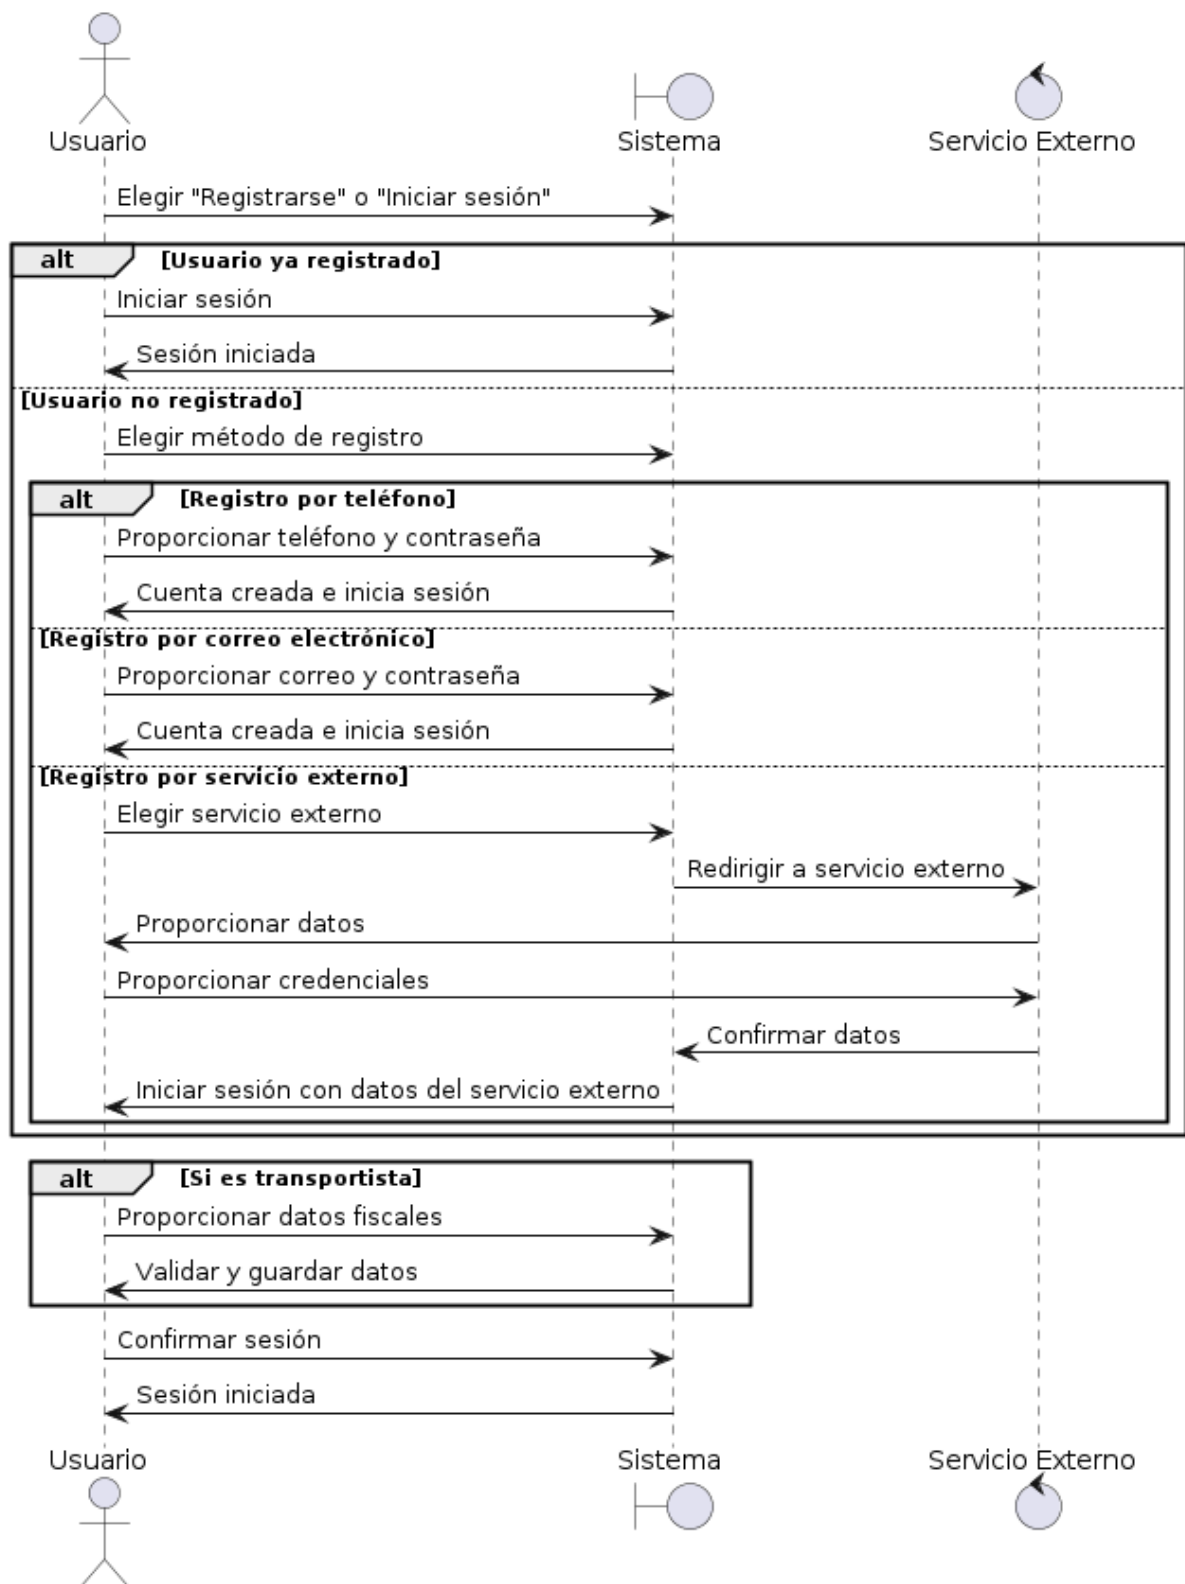 Usuario
Sistema
Servicio Externo
Elegir "Registrarse" o "Iniciar sesión"
alt [Usuario ya registrado]
Iniciar sesión
Sesión iniciada
[Usuario no registrado]
Elegir método de registro
alt [Registro por teléfono]
Proporcionar teléfono y contraseña
Cuenta creada e inicia sesión
[Registro por correo electrónico]
Proporcionar correo y contraseña
Cuenta creada e inicia sesión
[Registro por servicio externo]
Elegir servicio externo
Redirigir a servicio externo
Proporcionar datos
Proporcionar credenciales
Confirmar datos
Iniciar sesión con datos del servicio externo
alt [Si es transportista]
Proporcionar datos fiscales
Validar y guardar datos
Confirmar sesión
Sesión iniciada
Usuario
Sistema
Servicio Externo